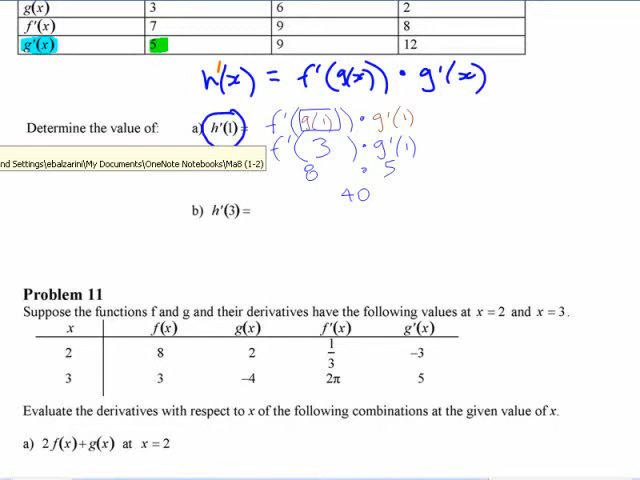 g(x) 3 6 2
f'(x) 7 9 8
g'(x) 5 9 12
h'(x) = f'(g(x)) • g'(x)
Determine the value of: a) h'(1) = f'(g(1)) • g'(1)
f'(3) • g'(1)
nd Settings\ebalzarini\My Documents\OneNote Notebooks\Ma8 (1-2)
8 • 5
40
b) h'(3) =
Problem 11
Suppose the functions f and g and their derivatives have the following values at x = 2 and x = 3.
x f(x) g(x) f'(x) g'(x)
2 8 2 1/3 –3
3 3 –4 2π 5
Evaluate the derivatives with respect to x of the following combinations at the given value of x.
a) 2f(x)+g(x) at x = 2